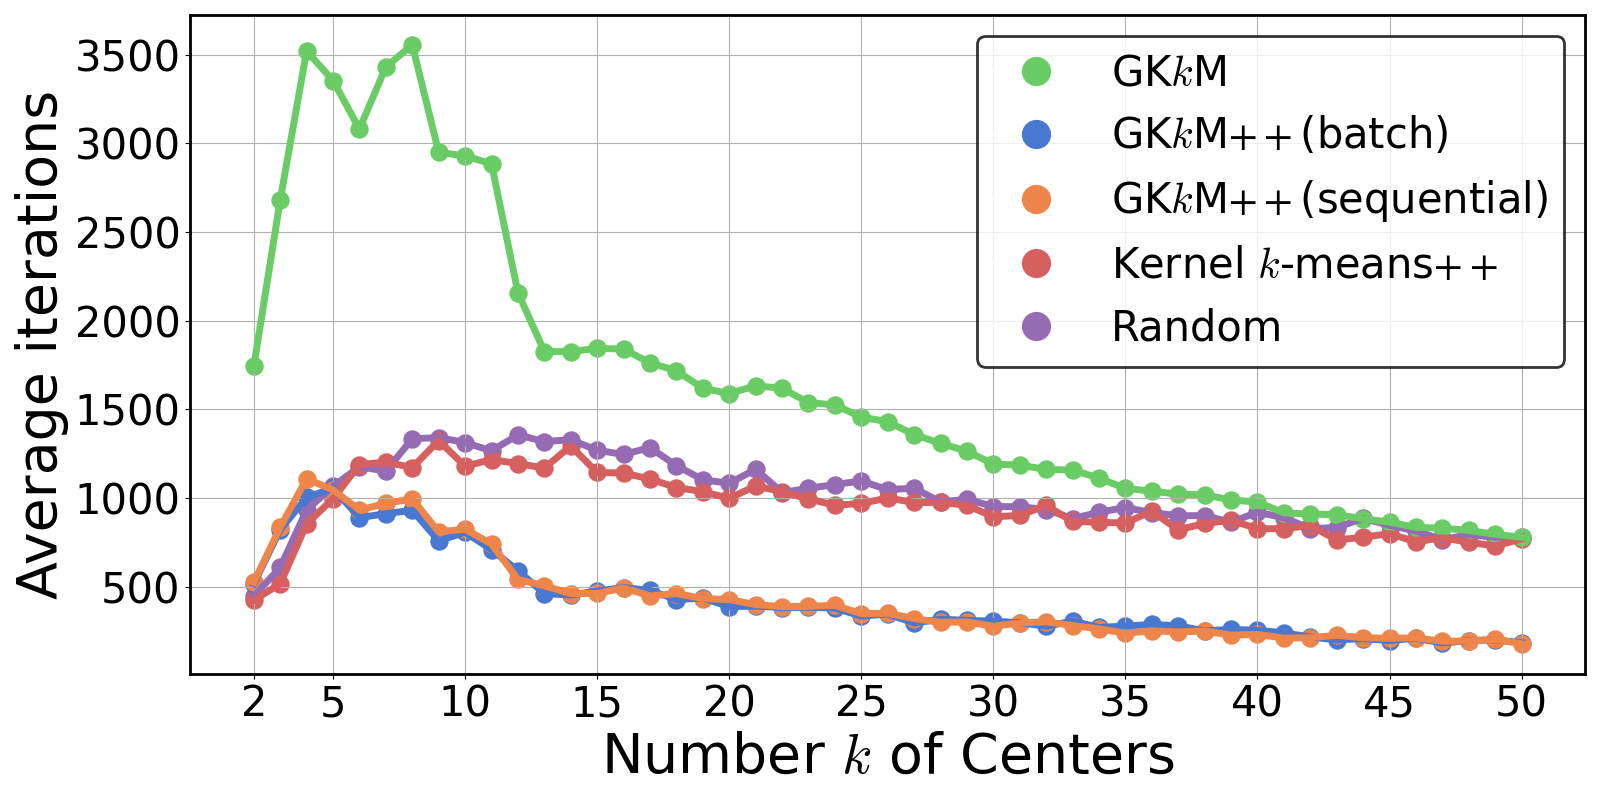 3500
3000
2500
2000
1500
1000
500
Average iterations
GKkM
GKkM++(batch)
GKkM++(sequential)
Kernel k-means++
Random
2 5 10 15 20 25 30 35 40 45 50
Number k of Centers